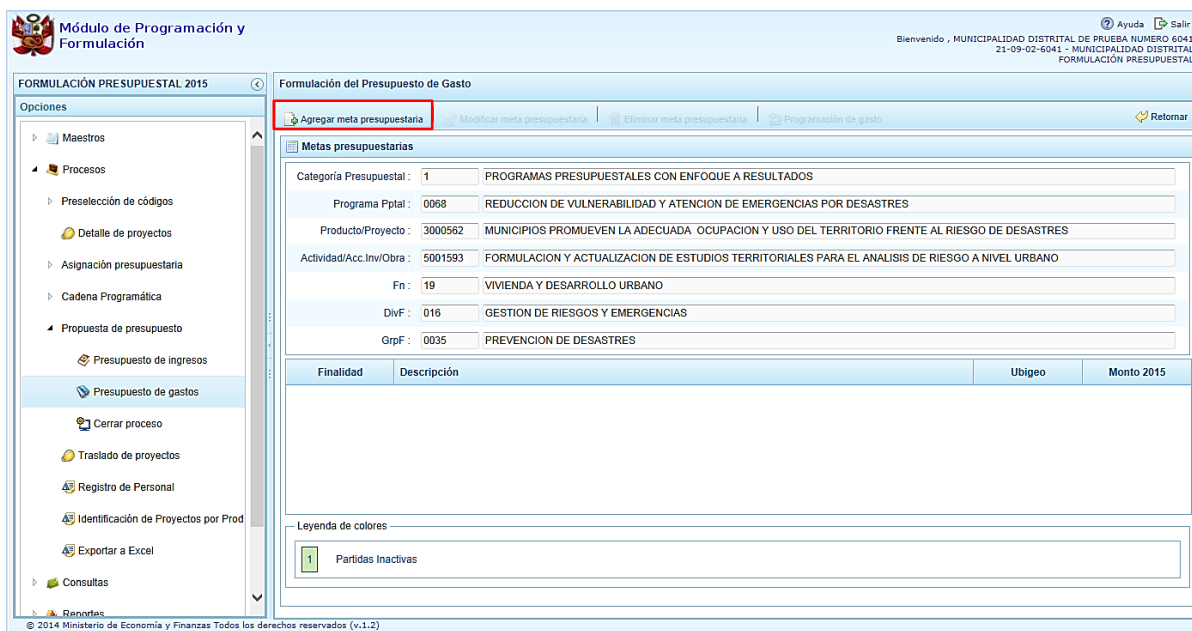 Módulo de Programación y
Formulación
Ayuda Salir
Bienvenido , MUNICIPALIDAD DISTRITAL DE PRUEBA NUMERO 6041
21-09-02-6041 - MUNICIPALIDAD DISTRITAL
FORMULACIÓN PRESUPUESTAL
FORMULACIÓN PRESUPUESTAL 2015
Opciones
Maestros
Procesos
Preselección de códigos
Detalle de proyectos
Asignación presupuestaria
Cadena Programática
Propuesta de presupuesto
Presupuesto de ingresos
Presupuesto de gastos
Cerrar proceso
Traslado de proyectos
Registro de Personal
Identificación de Proyectos por Prod
Exportar a Excel
Consultas
Reportes
Formulación del Presupuesto de Gasto
Agregar meta presupuestaria Modificar meta presupuestaria Eliminar meta presupuestaria Programación de gasto Retornar
Metas presupuestarias
Categoría Presupuestal : 1 PROGRAMAS PRESUPUESTALES CON ENFOQUE A RESULTADOS
Programa Pptal : 0068 REDUCCION DE VULNERABILIDAD Y ATENCION DE EMERGENCIAS POR DESASTRES
Producto/Proyecto : 3000562 MUNICIPIOS PROMUEVEN LA ADECUADA OCUPACION Y USO DEL TERRITORIO FRENTE AL RIESGO DE DESASTRES
Actividad/Acc.Inv/Obra : 5001593 FORMULACION Y ACTUALIZACION DE ESTUDIOS TERRITORIALES PARA EL ANALISIS DE RIESGO A NIVEL URBANO
Fn : 19 VIVIENDA Y DESARROLLO URBANO
DivF : 016 GESTION DE RIESGOS Y EMERGENCIAS
GrpF : 0035 PREVENCION DE DESASTRES
Finalidad Descripción Ubigeo Monto 2015
Leyenda de colores
1 Partidas Inactivas
© 2014 Ministerio de Economía y Finanzas Todos los derechos reservados (v.1.2)